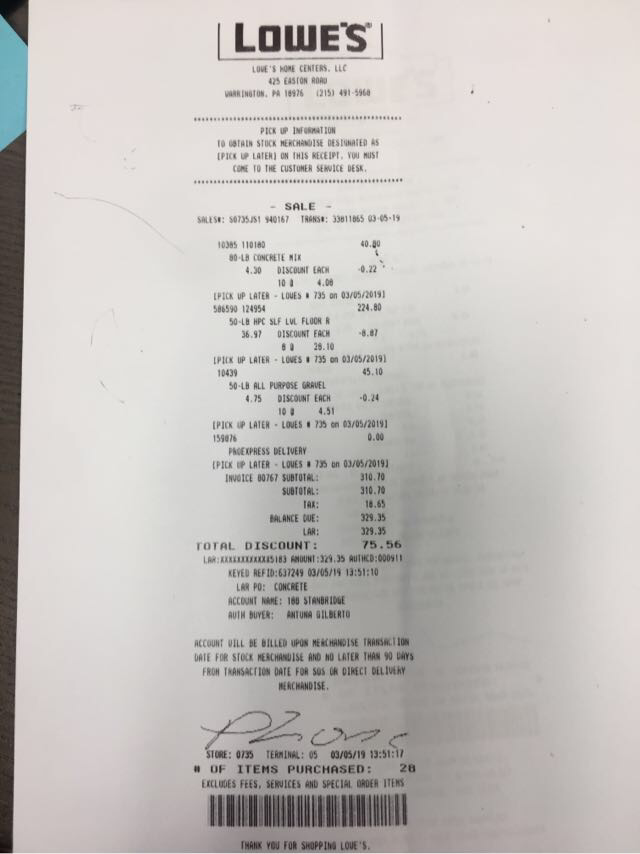 LOWE'S
LOWE'S HOME CENTERS, LLC
425 EASTON ROAD
WARRINGTON, PA 18976 (215) 491-5960
PICK UP INFORMATION
TO OBTAIN STOCK MERCHANDISE DESIGNATED AS
[PICK UP LATER] ON THIS RECEIPT, YOU MUST
COME TO THE CUSTOMER SERVICE DESK.
- SALE -
SALES#: S0735JS1 940167 TRANS#: 33811865 03-05-19
10385 110180 40.80
80-LB CONCRETE MIX
4.30 DISCOUNT EACH -0.22
10 @ 4.08
[PICK UP LATER - LOWES # 735 on 03/05/2019]
586590 124954 224.80
50-LB HPC SLF LVL FLOOR R
36.97 DISCOUNT EACH -8.87
8 @ 28.10
[PICK UP LATER - LOWES # 735 on 03/05/2019]
10439 45.10
50-LB ALL PURPOSE GRAVEL
4.75 DISCOUNT EACH -0.24
10 @ 4.51
[PICK UP LATER - LOWES # 735 on 03/05/2019]
159076 0.00
PROEXPRESS DELIVERY
[PICK UP LATER - LOWES # 735 on 03/05/2019]
INVOICE 80767 SUBTOTAL: 310.70
SUBTOTAL: 310.70
TAX: 18.65
BALANCE DUE: 329.35
LAR: 329.35
TOTAL DISCOUNT: 75.56
LAR:XXXXXXXXXXXX5183 AMOUNT:329.35 AUTHCD:000911
KEYED REFID:637249 03/05/19 13:51:10
LAR PO: CONCRETE
ACCOUNT NAME: 188 STANBRIDGE
AUTH BUYER: ANTUNA GILBERTO
ACCOUNT WILL BE BILLED UPON MERCHANDISE TRANSACTION
DATE FOR STOCK MERCHANDISE AND NO LATER THAN 90 DAYS
FROM TRANSACTION DATE FOR SOS OR DIRECT DELIVERY
MERCHANDISE.
Phone
STORE: 0735 TERMINAL: 05 03/05/19 13:51:17
# OF ITEMS PURCHASED: 28
EXCLUDES FEES, SERVICES AND SPECIAL ORDER ITEMS
THANK YOU FOR SHOPPING LOWE'S.